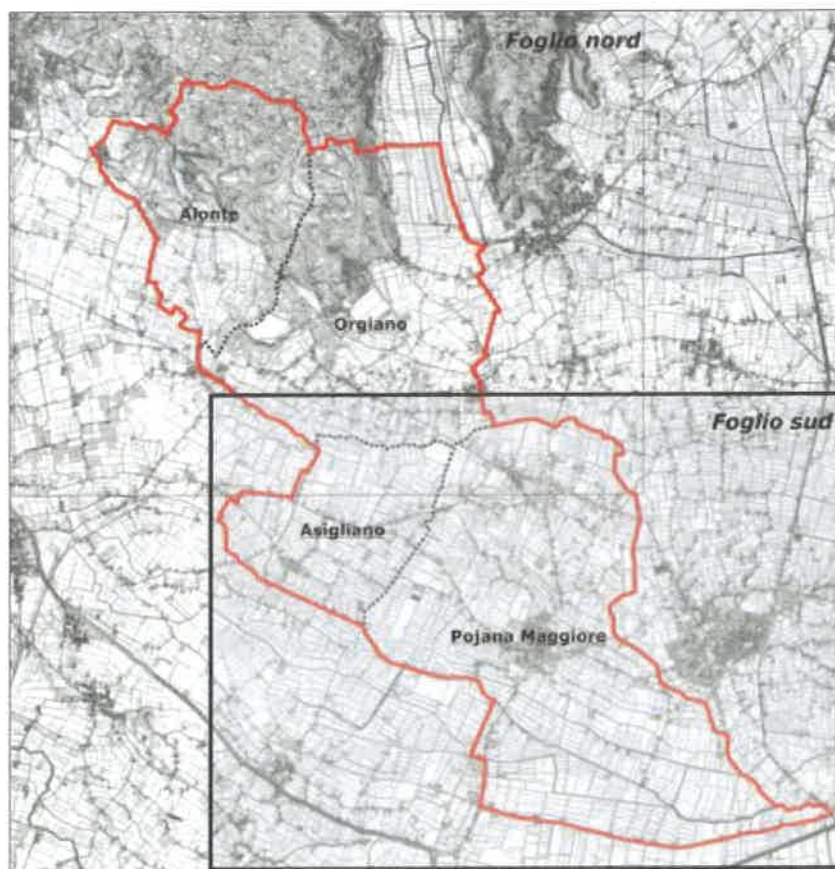 Foglio nord
Alonte
Orgiano
Foglio sud
Asigliano
Pojana Maggiore